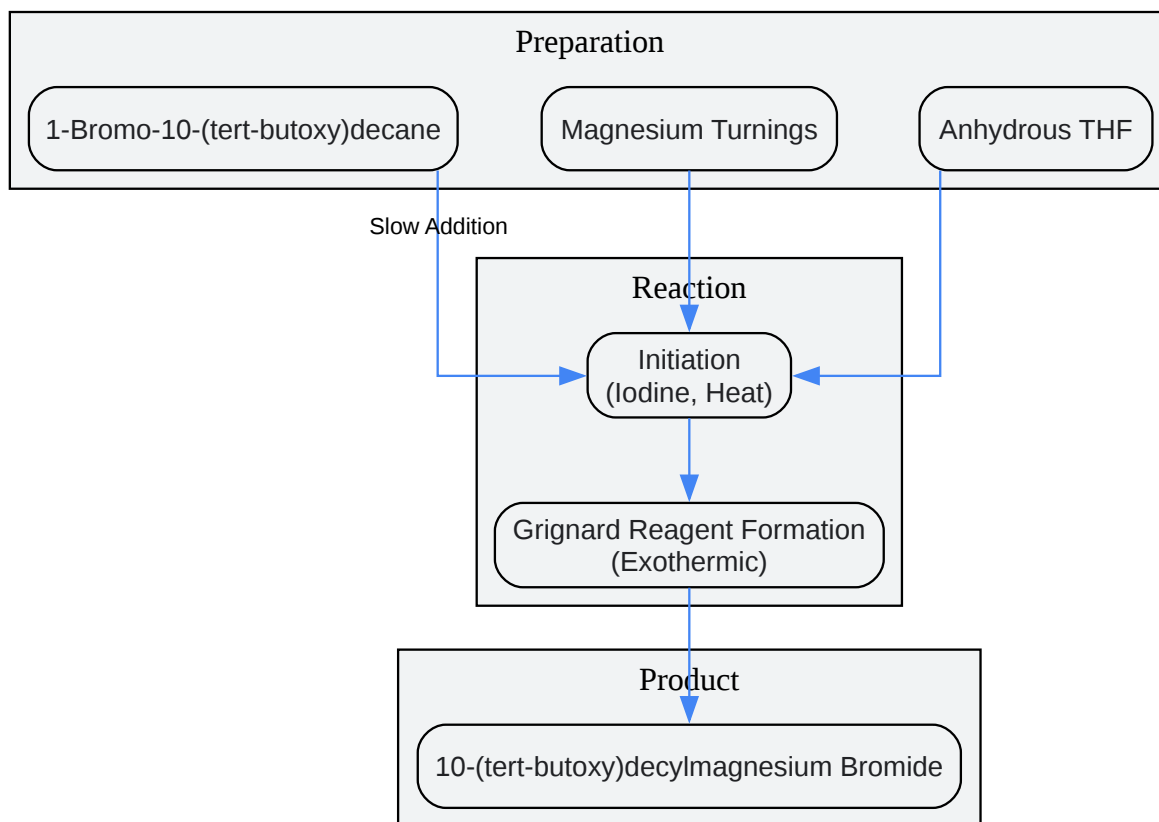 Preparation
1-Bromo-10-(tert-butoxy)decane
Magnesium Turnings
Anhydrous THF
Slow Addition
Reaction
Initiation
(Iodine, Heat)
Grignard Reagent Formation
(Exothermic)
Product
10-(tert-butoxy)decylmagnesium Bromide